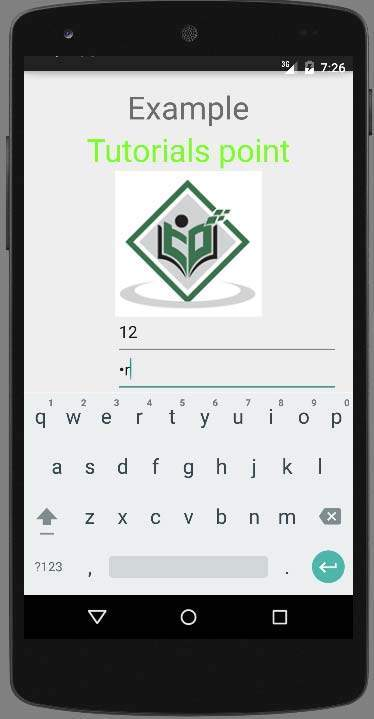 3G 7:26
Example
Tutorials point
12
•r
1 2 3 4 5 6 7 8 9 0
q w e r t y u i o p
a s d f g h j k l
z x c v b n m
?123 , .